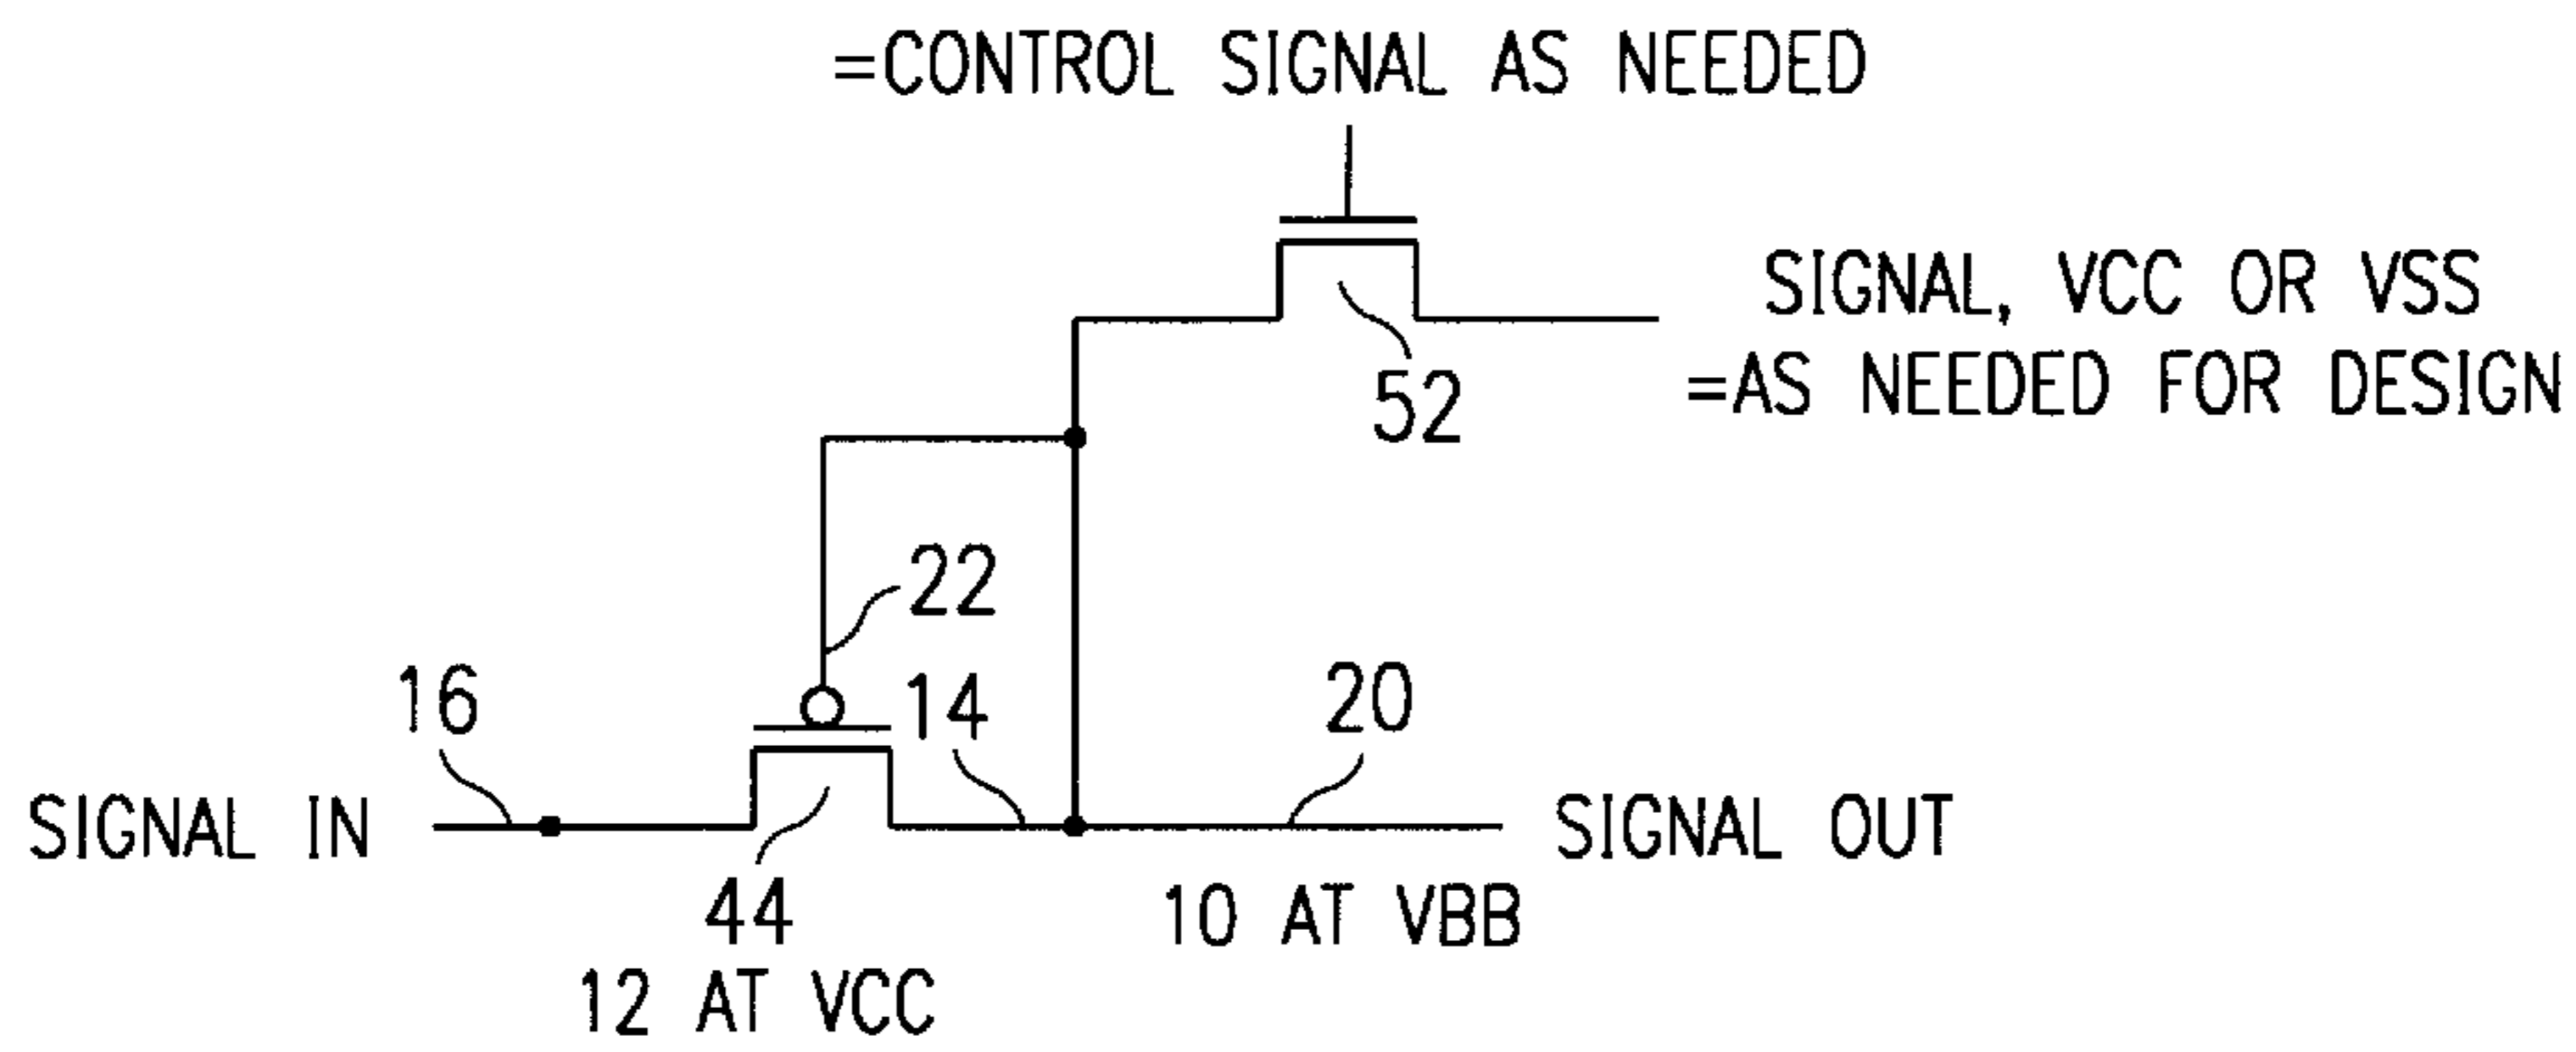 =CONTROL SIGNAL AS NEEDED
SIGNAL, VCC OR VSS
=AS NEEDED FOR DESIGN
52
22
16
14
20
SIGNAL IN
SIGNAL OUT
44
10 AT VBB
12 AT VCC